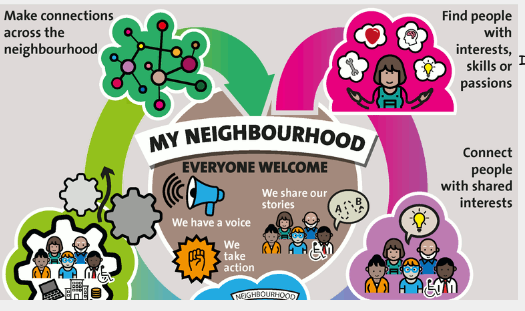 Make connections
across the
neighbourhood
Find people
with
interests,
skills or
passions
MY NEIGHBOURHOOD
EVERYONE WELCOME
We have a voice
We share our
stories
A B
We
take
action
Connect
people
with shared
interests
NEIGHBOURHOOD